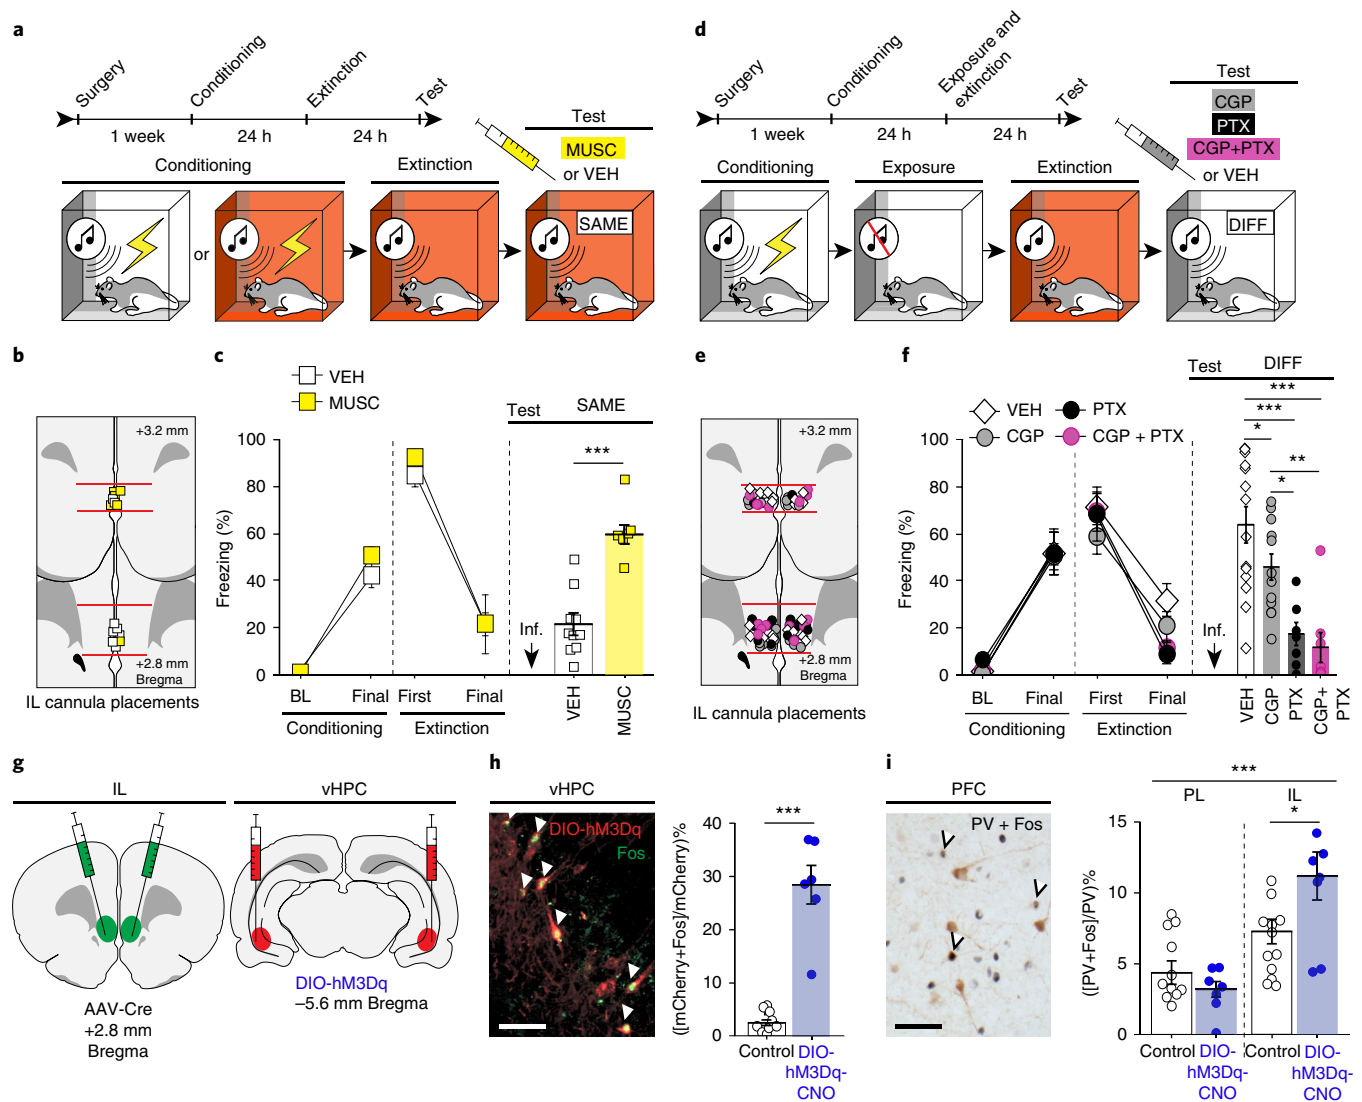 a
Surgery
Conditioning
Extinction
Test
1 week
24 h
24 h
Test
MUSC
or VEH
Conditioning
Extinction
or
SAME
d
Surgery
Conditioning
Exposure and
extinction
Test
1 week
24 h
24 h
Test
CGP
PTX
CGP+PTX
or VEH
Conditioning
Exposure
Extinction
DIFF
b
+3.2 mm
+2.8 mm
Bregma
IL cannula placements
c
VEH
MUSC
Test
SAME
***
Freezing (%)
100
80
60
40
20
0
Inf.
BL
Final
First
Final
VEH
MUSC
Conditioning
Extinction
e
+3.2 mm
+2.8 mm
Bregma
IL cannula placements
f
Test
DIFF
VEH
PTX
CGP
CGP + PTX
***
***
*
**
*
Freezing (%)
100
80
60
40
20
0
Inf.
BL
Final
First
Final
VEH
CGP
PTX
CGP+
PTX
Conditioning
Extinction
g
IL
vHPC
AAV-Cre
+2.8 mm
Bregma
DIO-hM3Dq
–5.6 mm Bregma
h
vHPC
DIO-hM3Dq
Fos
([mCherry+Fos]/mCherry)%
40
30
20
10
0
***
Control
DIO-
hM3Dq-
CNO
i
PFC
PV + Fos
([PV+Fos]/PV)%
15
10
5
0
***
PL
IL
*
Control
DIO-
hM3Dq-
CNO
Control
DIO-
hM3Dq-
CNO